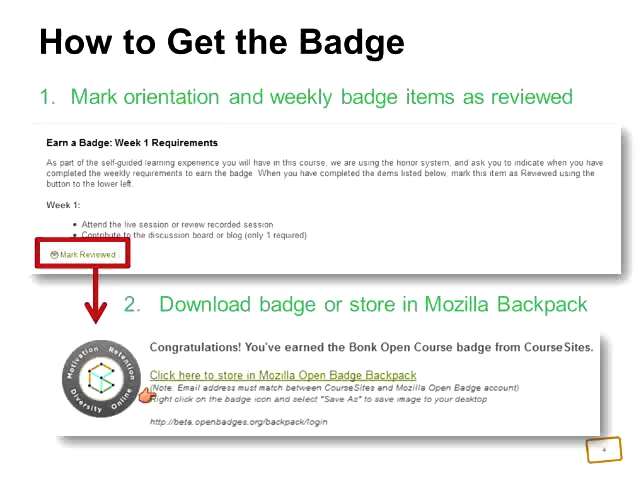 How to Get the Badge
1. Mark orientation and weekly badge items as reviewed
Earn a Badge: Week 1 Requirements
As part of the self-guided learning experience you will have in this course, we are using the honor system, and ask you to indicate when you have
completed the weekly requirements to earn the badge. When you have completed the items listed below, mark this item as Reviewed using the
button to the lower left.
Week 1:
• Attend the live session or review recorded session
• Contribute to the discussion board or blog (only 1 required)
Mark Reviewed
2. Download badge or store in Mozilla Backpack
Motivation Retention
Diversity Online
Congratulations! You've earned the Bonk Open Course badge from CourseSites.
Click here to store in Mozilla Open Badge Backpack
(Note. Email address must match between CourseSites and Mozilla Open Badge account)
Right click on the badge icon and select "Save As" to save image to your desktop
http://beta.openbadges.org/backpack/login
4